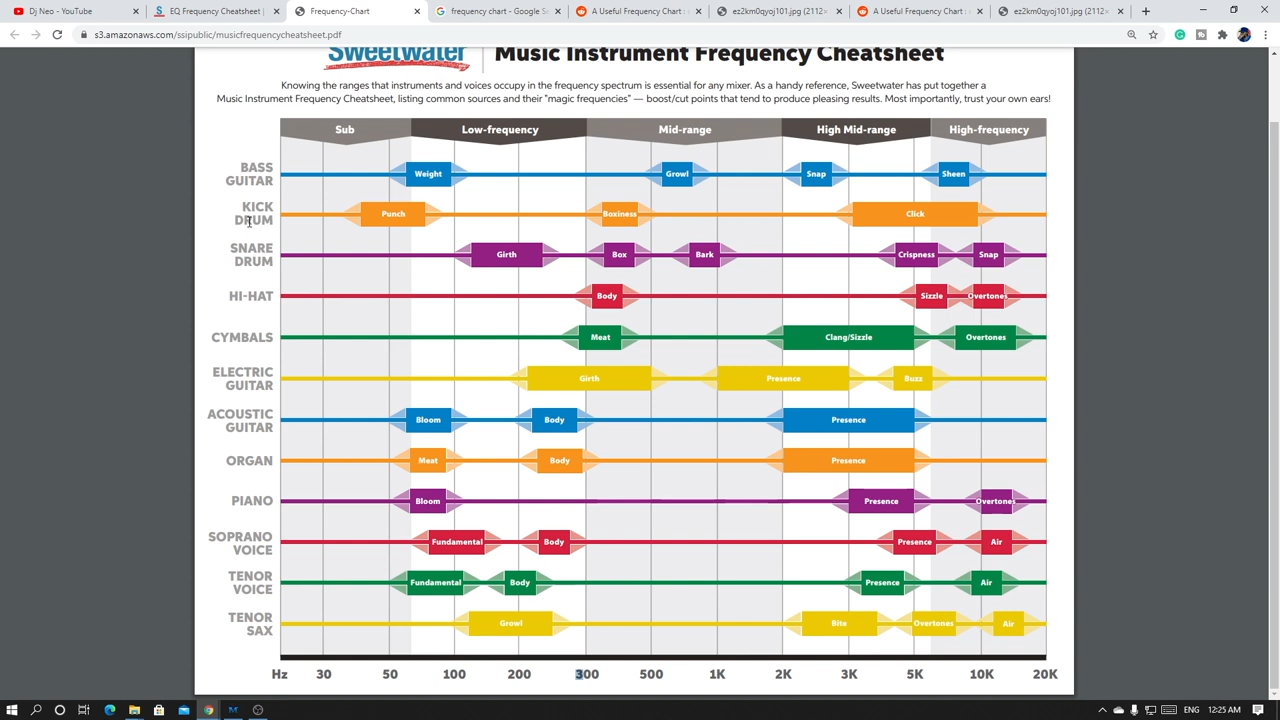 Dj Neo - YouTube
EQ Frequency Cheatsheet |
Frequency-Chart
frequency chart - Google S
A Useful Frequency Chart :
ez2km0qyoj101.jpg (2112×
A Useful Frequency Chart :
ez2km0qyoj101.jpg (2112×
s3.amazonaws.com/ssipublic/musicfrequencycheatsheet.pdf
Sweetwater
Music Instrument Frequency Cheatsheet
Knowing the ranges that instruments and voices occupy in the frequency spectrum is essential for any mixer. As a handy reference, Sweetwater has put together a
Music Instrument Frequency Cheatsheet, listing common sources and their "magic frequencies" — boost/cut points that tend to produce pleasing results. Most importantly, trust your own ears!
Sub Low-frequency Mid-range High Mid-range High-frequency
BASS
GUITAR
Weight Growl Snap Sheen
KICK
DRUM
Punch Boxiness Click
SNARE
DRUM
Girth Box Bark Crispness Snap
HI-HAT Body Sizzle Overtones
CYMBALS Meat Clang/Sizzle Overtones
ELECTRIC
GUITAR
Girth Presence Buzz
ACOUSTIC
GUITAR
Bloom Body Presence
ORGAN Meat Body Presence
PIANO Bloom Presence Overtones
SOPRANO
VOICE
Fundamental Body Presence Air
TENOR
VOICE
Fundamental Body Presence Air
TENOR
SAX
Growl Bite Overtones Air
Hz 30 50 100 200 300 500 1K 2K 3K 5K 10K 20K
ENG 12:25 AM